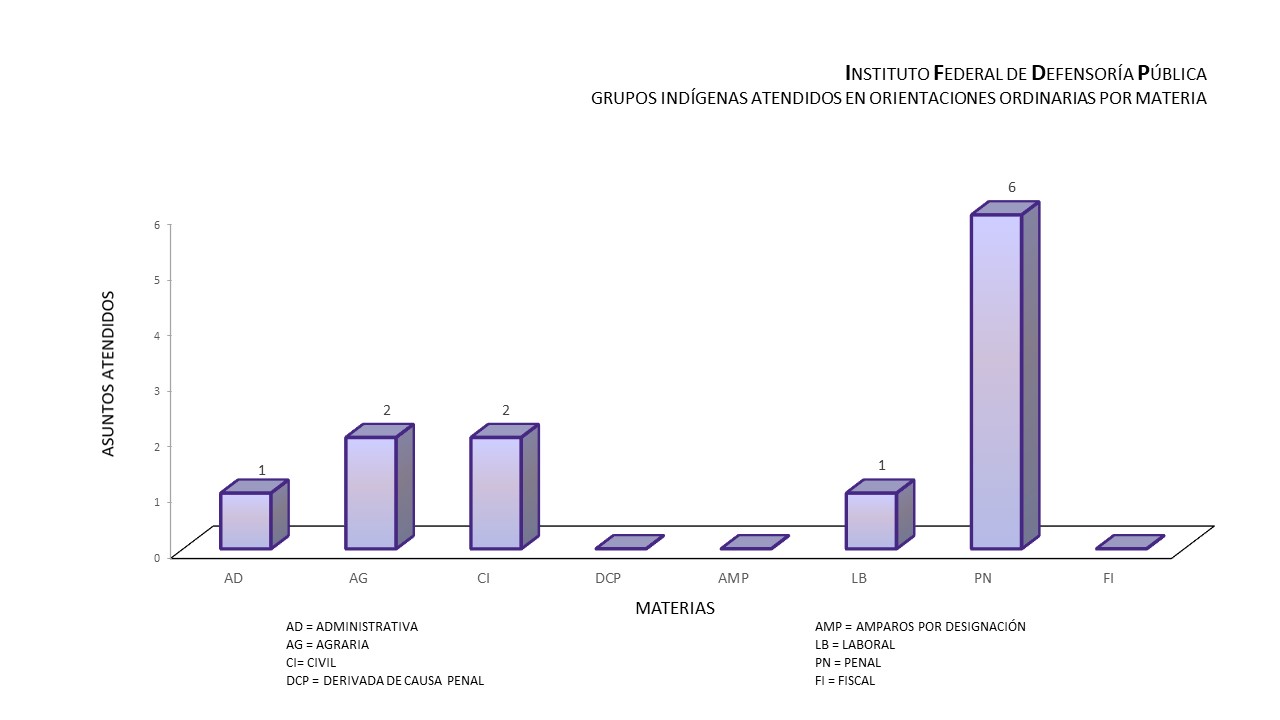 INSTITUTO FEDERAL DE DEFENSORÍA PÚBLICA
GRUPOS INDÍGENAS ATENDIDOS EN ORIENTACIONES ORDINARIAS POR MATERIA
6
6
5
4
3
2
1
0
ASUNTOS ATENDIDOS
1
2
2
1
AD
AG
CI
DCP
AMP
LB
PN
FI
MATERIAS
AD = ADMINISTRATIVA
AG = AGRARIA
CI= CIVIL
DCP = DERIVADA DE CAUSA PENAL
AMP = AMPAROS POR DESIGNACIÓN
LB = LABORAL
PN = PENAL
FI = FISCAL